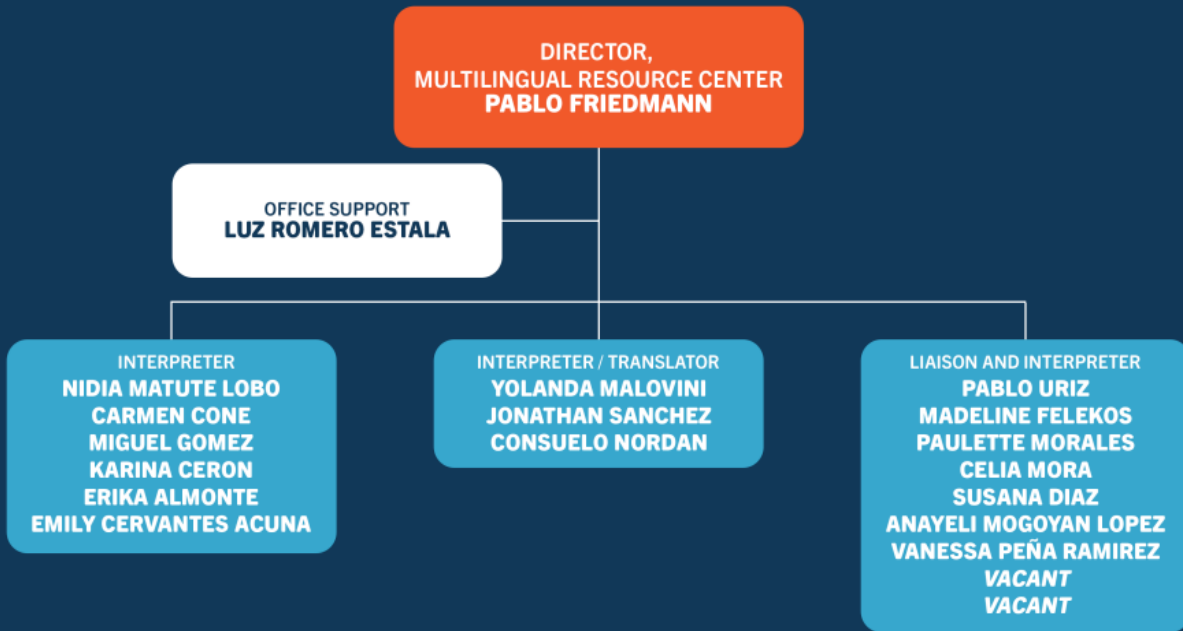 DIRECTOR,
MULTILINGUAL RESOURCE CENTER
PABLO FRIEDMANN
OFFICE SUPPORT
LUZ ROMERO ESTALA
INTERPRETER
NIDIA MATUTE LOBO
CARMEN CONE
MIGUEL GOMEZ
KARINA CERON
ERIKA ALMONTE
EMILY CERVANTES ACUNA
INTERPRETER / TRANSLATOR
YOLANDA MALOVINI
JONATHAN SANCHEZ
CONSUELO NORDAN
LIAISON AND INTERPRETER
PABLO URIZ
MADELINE FELEKOS
PAULETTE MORALES
CELIA MORA
SUSANA DIAZ
ANAYELI MOGOYAN LOPEZ
VANESSA PEÑA RAMIREZ
VACANT
VACANT